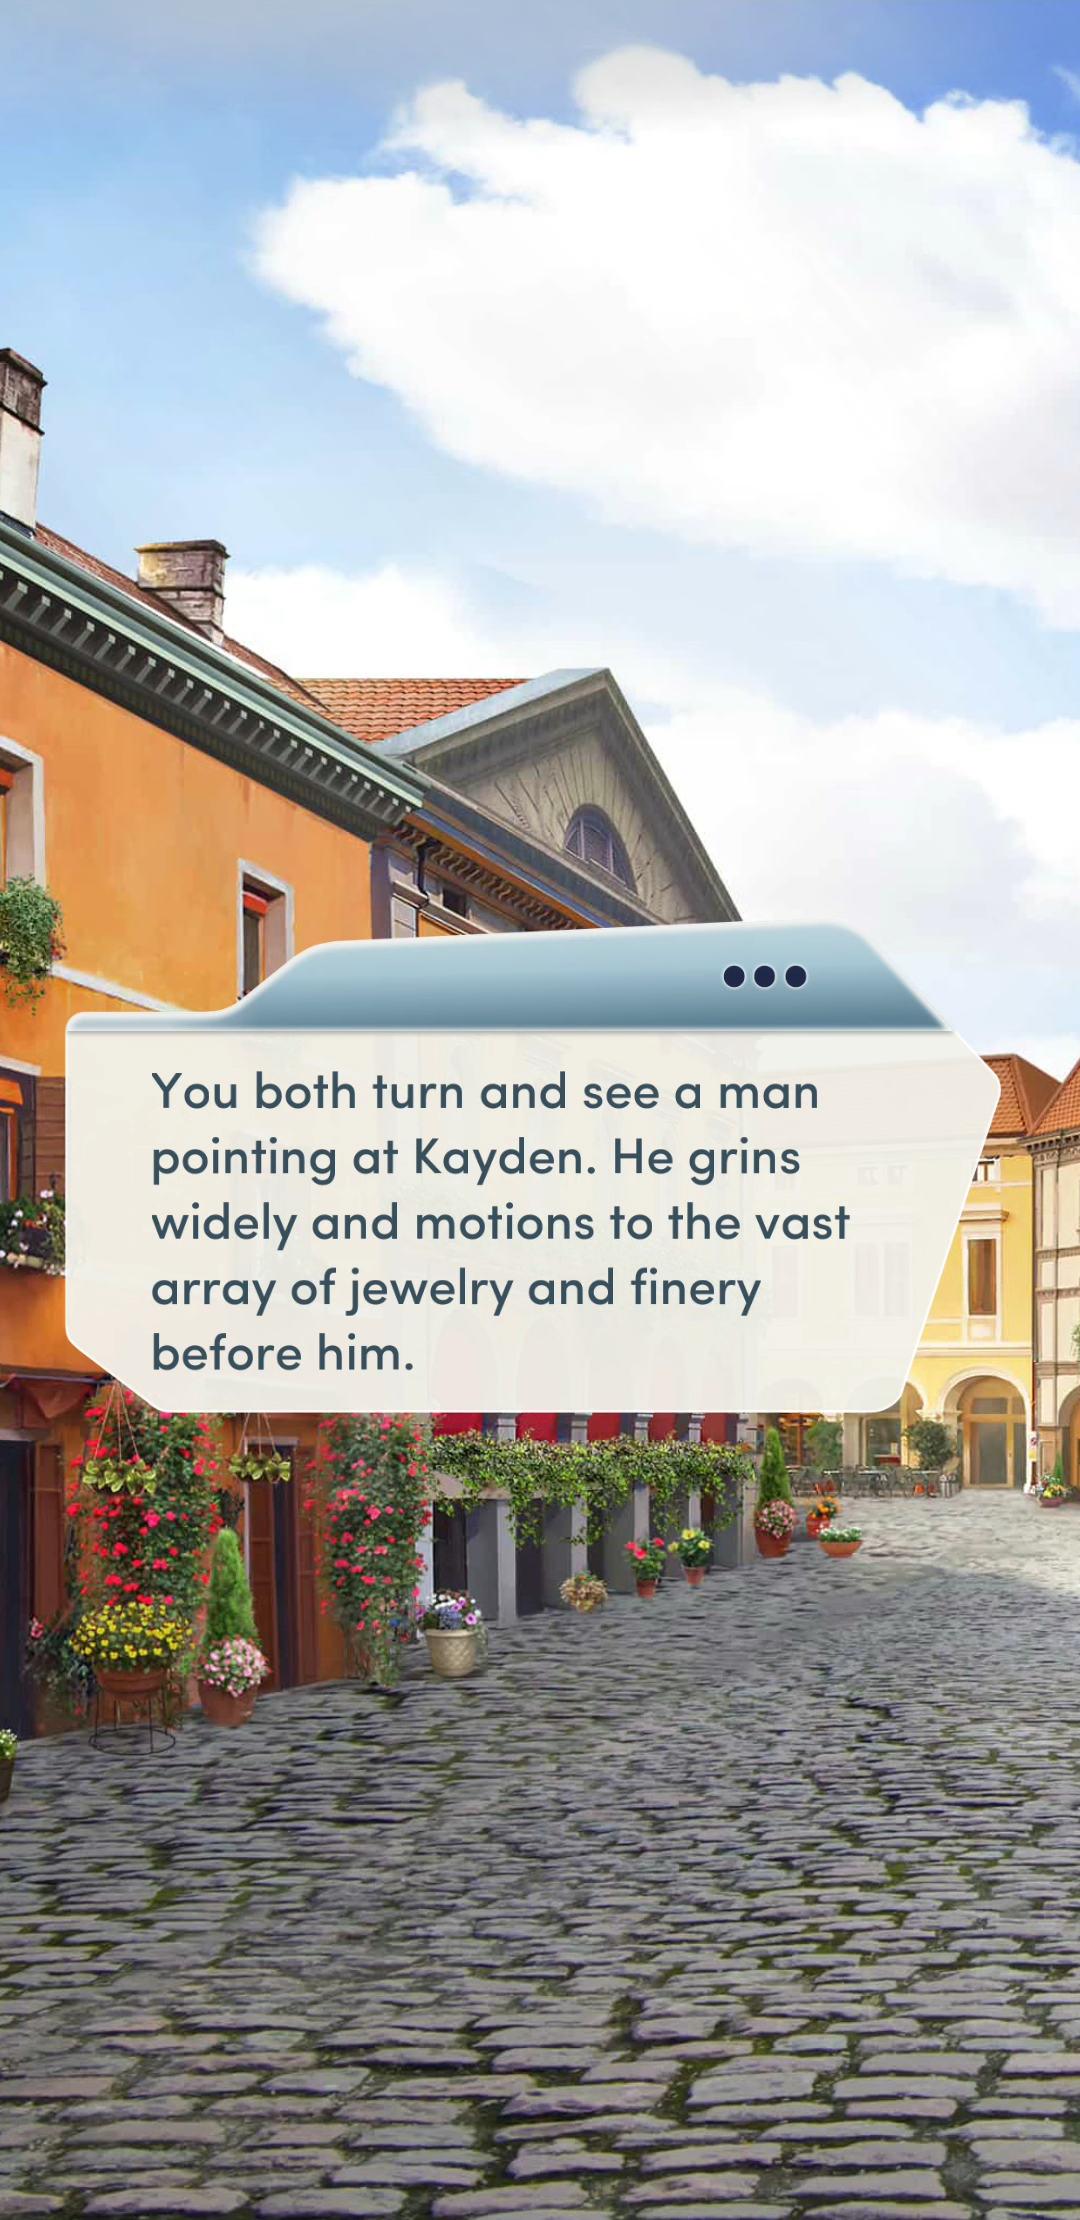 You both turn and see a man
pointing at Kayden. He grins
widely and motions to the vast
array of jewelry and finery
before him.